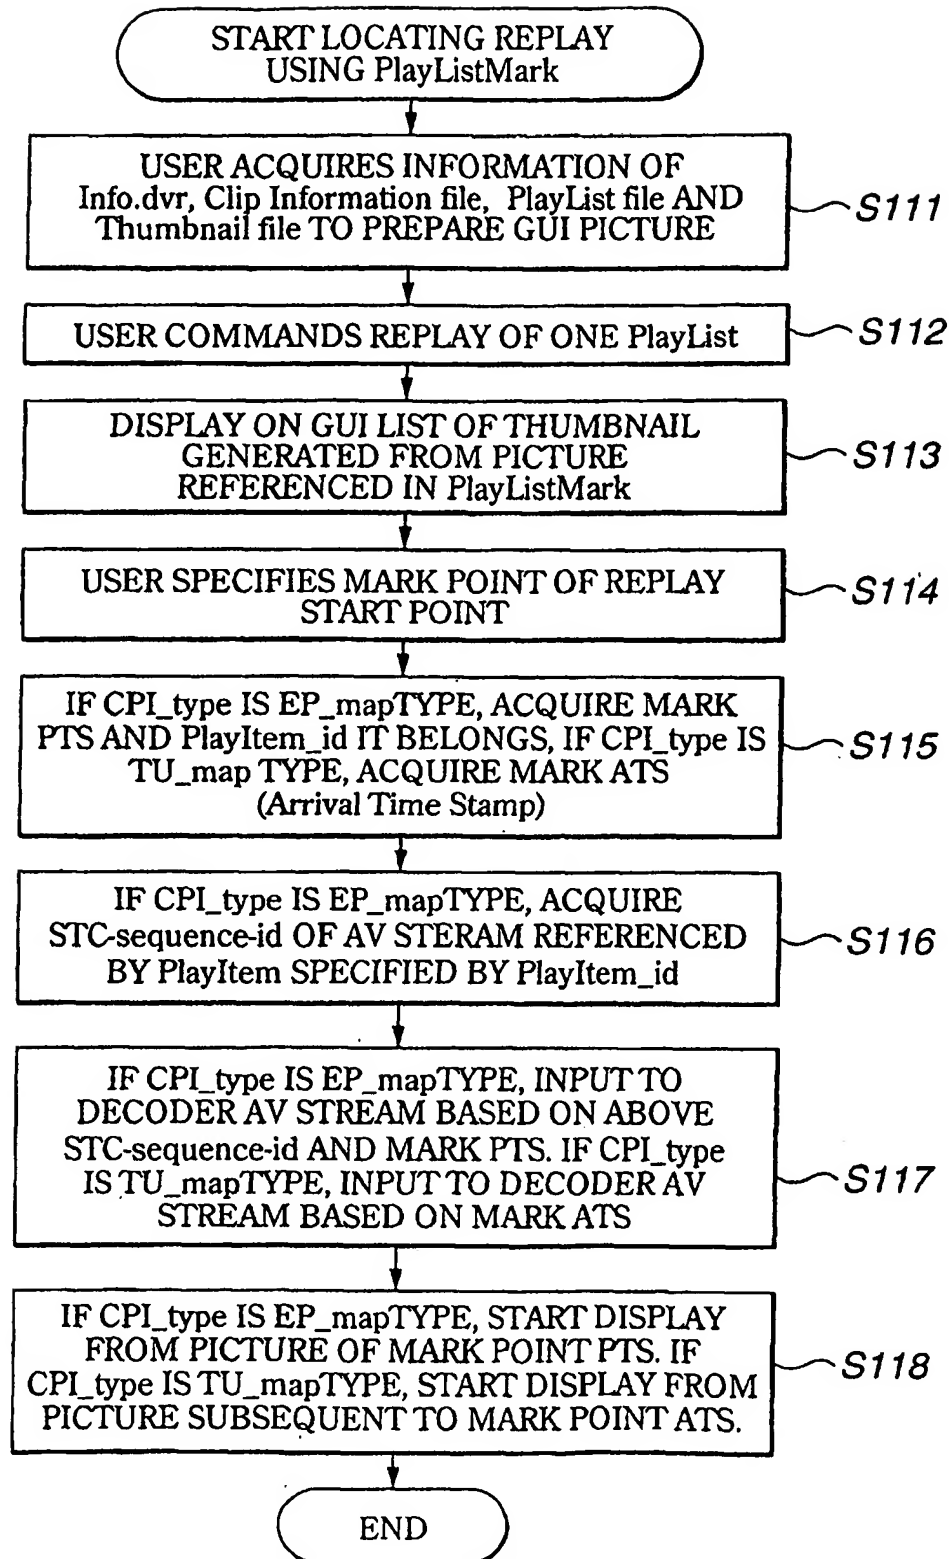 START LOCATING REPLAY
USING PlayListMark
USER ACQUIRES INFORMATION OF
Info.dvr, Clip Information file, PlayList file AND
Thumbnail file TO PREPARE GUI PICTURE
S111
USER COMMANDS REPLAY OF ONE PlayList
S112
DISPLAY ON GUI LIST OF THUMBNAIL
GENERATED FROM PICTURE
REFERENCED IN PlayListMark
S113
USER SPECIFIES MARK POINT OF REPLAY
START POINT
S114
IF CPI_type IS EP_mapTYPE, ACQUIRE MARK
PTS AND PlayItem_id IT BELONGS, IF CPI_type IS
TU_map TYPE, ACQUIRE MARK ATS
(Arrival Time Stamp)
S115
IF CPI_type IS EP_mapTYPE, ACQUIRE
STC-sequence-id OF AV STERAM REFERENCED
BY PlayItem SPECIFIED BY PlayItem_id
S116
IF CPI_type IS EP_mapTYPE, INPUT TO
DECODER AV STREAM BASED ON ABOVE
STC-sequence-id AND MARK PTS. IF CPI_type
IS TU_mapTYPE, INPUT TO DECODER AV
STREAM BASED ON MARK ATS
S117
IF CPI_type IS EP_mapTYPE, START DISPLAY
FROM PICTURE OF MARK POINT PTS. IF
CPI_type IS TU_mapTYPE, START DISPLAY FROM
PICTURE SUBSEQUENT TO MARK POINT ATS.
S118
END